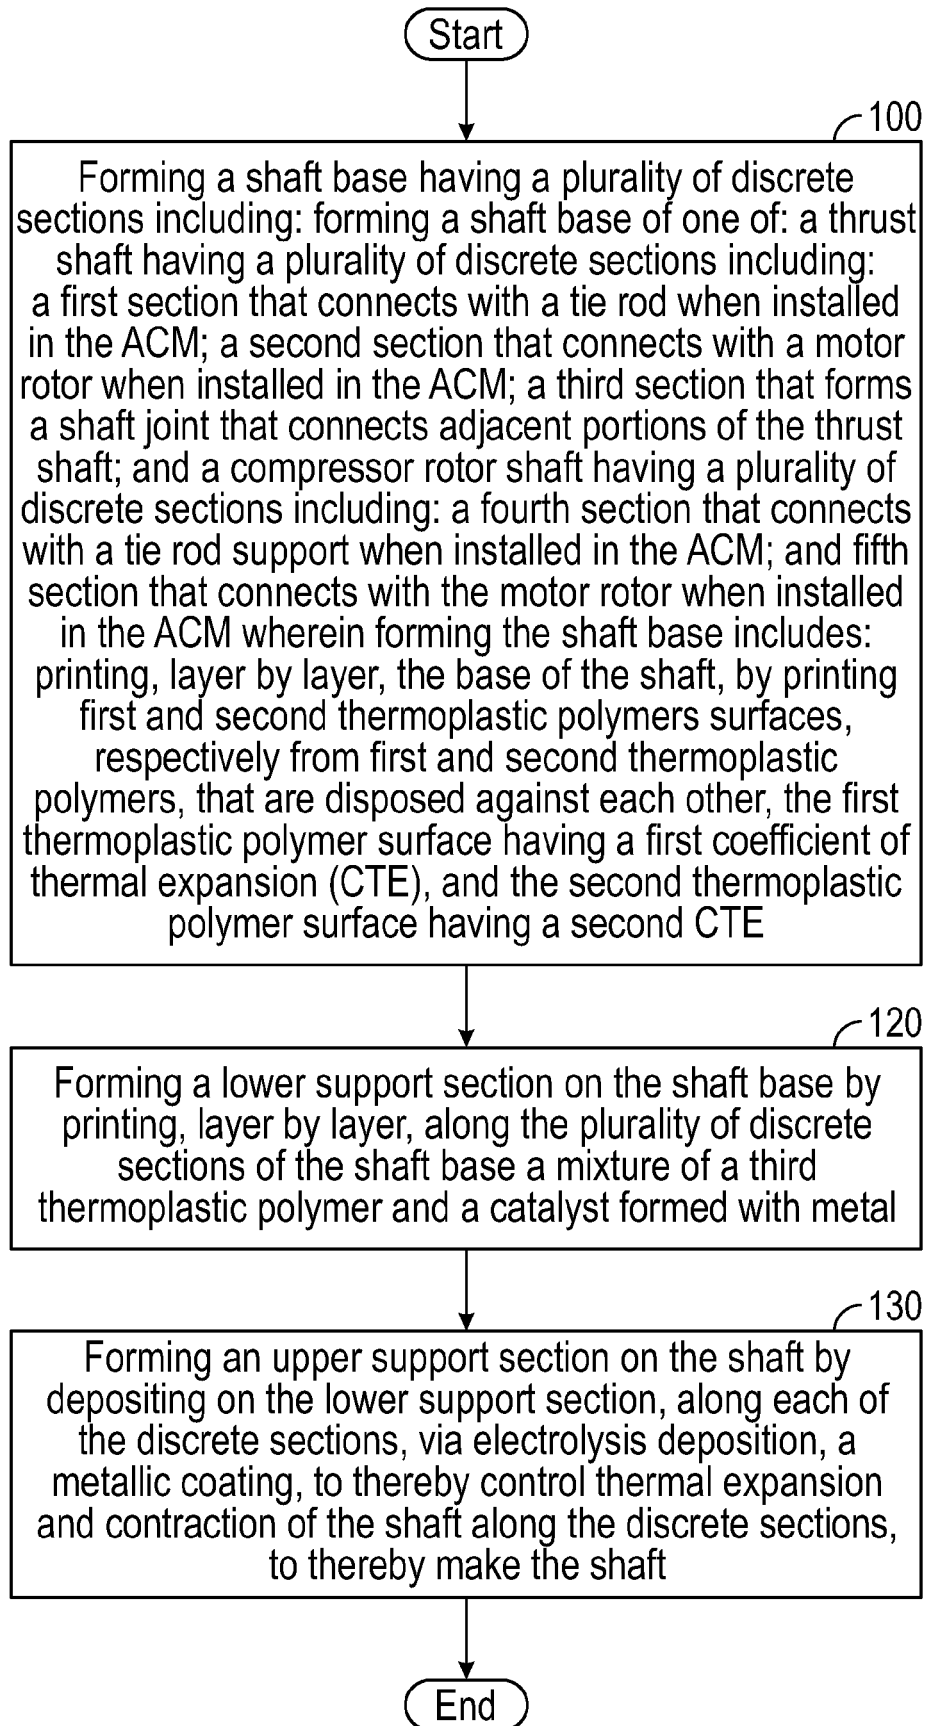 Start
100
Forming a shaft base having a plurality of discrete
sections including: forming a shaft base of one of: a thrust
shaft having a plurality of discrete sections including:
a first section that connects with a tie rod when installed
in the ACM; a second section that connects with a motor
rotor when installed in the ACM; a third section that forms
a shaft joint that connects adjacent portions of the thrust
shaft; and a compressor rotor shaft having a plurality of
discrete sections including: a fourth section that connects
with a tie rod support when installed in the ACM; and fifth
section that connects with the motor rotor when installed
in the ACM wherein forming the shaft base includes:
printing, layer by layer, the base of the shaft, by printing
first and second thermoplastic polymers surfaces,
respectively from first and second thermoplastic
polymers, that are disposed against each other, the first
thermoplastic polymer surface having a first coefficient of
thermal expansion (CTE), and the second thermoplastic
polymer surface having a second CTE
120
Forming a lower support section on the shaft base by
printing, layer by layer, along the plurality of discrete
sections of the shaft base a mixture of a third
thermoplastic polymer and a catalyst formed with metal
130
Forming an upper support section on the shaft by
depositing on the lower support section, along each of
the discrete sections, via electrolysis deposition, a
metallic coating, to thereby control thermal expansion
and contraction of the shaft along the discrete sections,
to thereby make the shaft
End